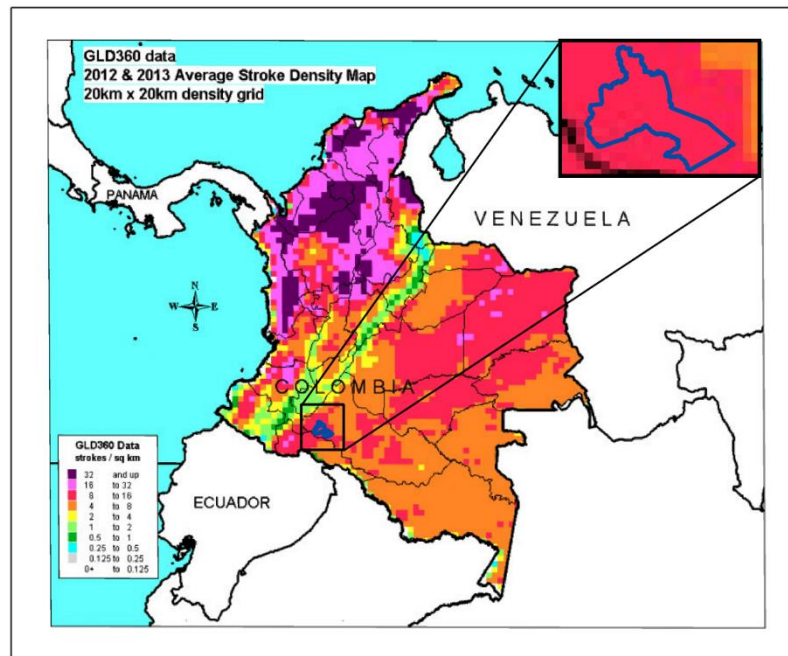 GLD360 data
2012 & 2013 Average Stroke Density Map
20km x 20km density grid
PANAMA
VENEZUELA
N
W E
S
COLOMBIA
ECUADOR
GLD360 Data
strokes / sq km
32 and up
16 to 32
8 to 16
4 to 8
2 to 4
1 to 2
0.5 to 1
0.25 to 0.5
0.125 to 0.25
0+ to 0.125